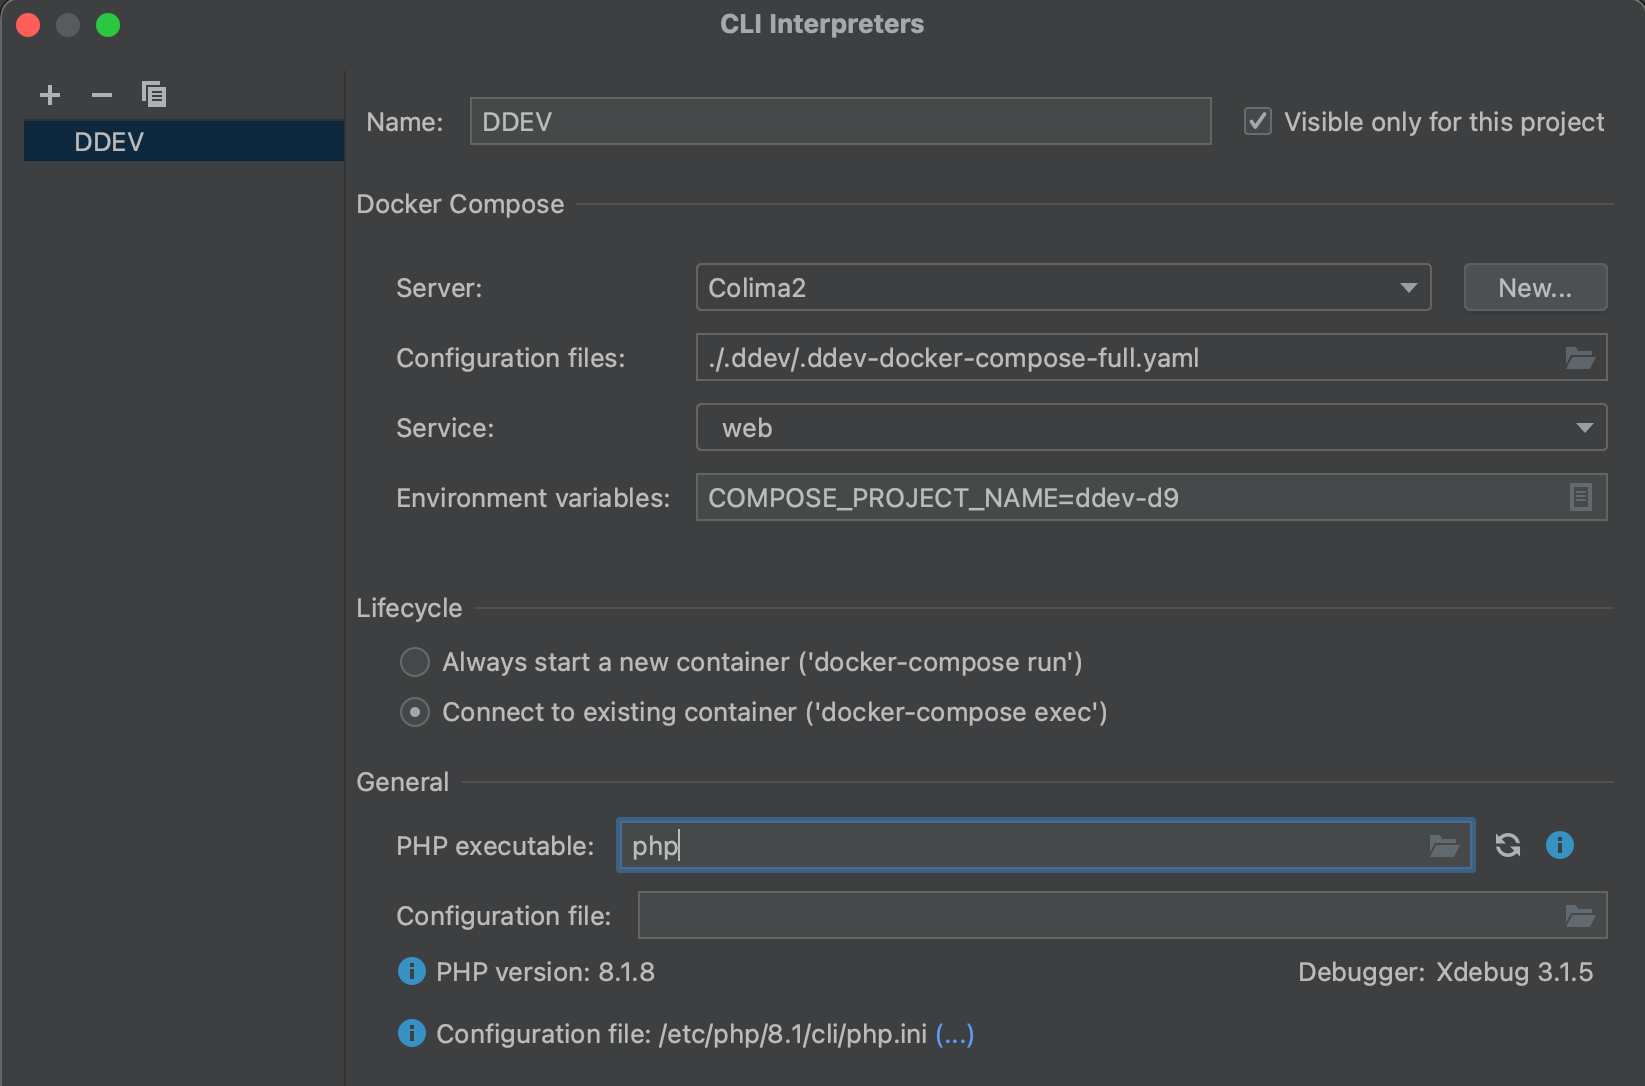 CLI Interpreters
DDEV
Name: DDEV Visible only for this project
Docker Compose
Server: Colima2 New...
Configuration files: ./.ddev/.ddev-docker-compose-full.yaml
Service: web
Environment variables: COMPOSE_PROJECT_NAME=ddev-d9
Lifecycle
Always start a new container ('docker-compose run')
Connect to existing container ('docker-compose exec')
General
PHP executable: php
Configuration file:
PHP version: 8.1.8 Debugger: Xdebug 3.1.5
Configuration file: /etc/php/8.1/cli/php.ini (...)